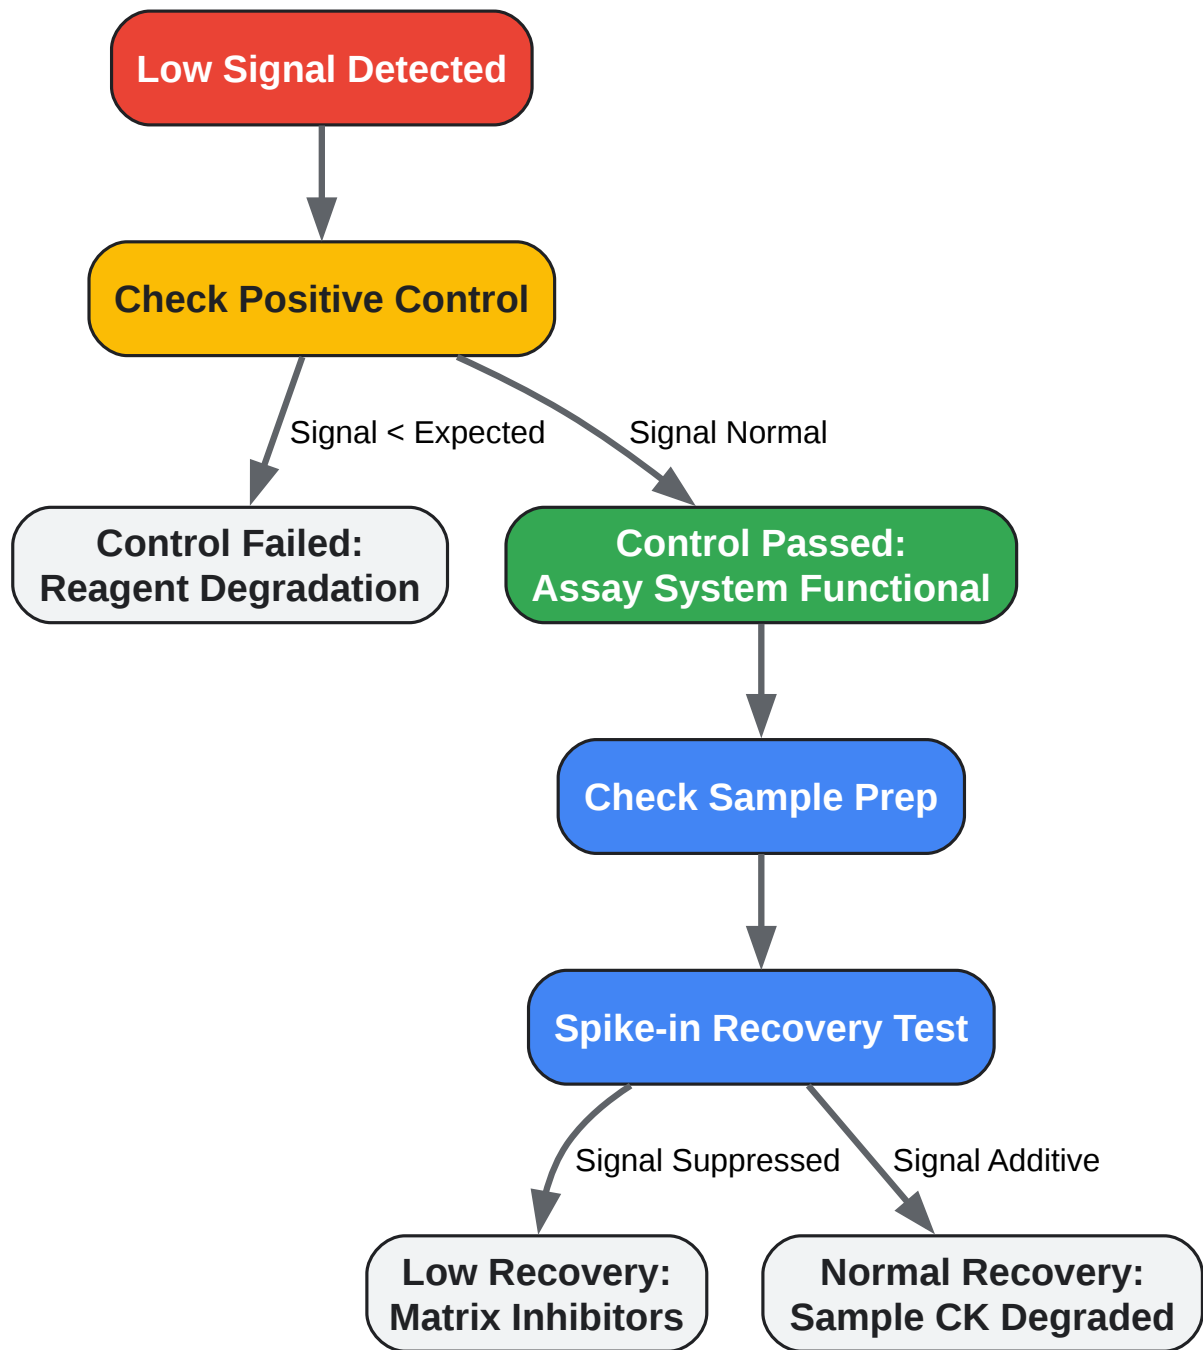 Low Signal Detected
Check Positive Control
Signal < Expected
Signal Normal
Control Failed:
Reagent Degradation
Control Passed:
Assay System Functional
Check Sample Prep
Spike-in Recovery Test
Signal Suppressed
Signal Additive
Low Recovery:
Matrix Inhibitors
Normal Recovery:
Sample CK Degraded